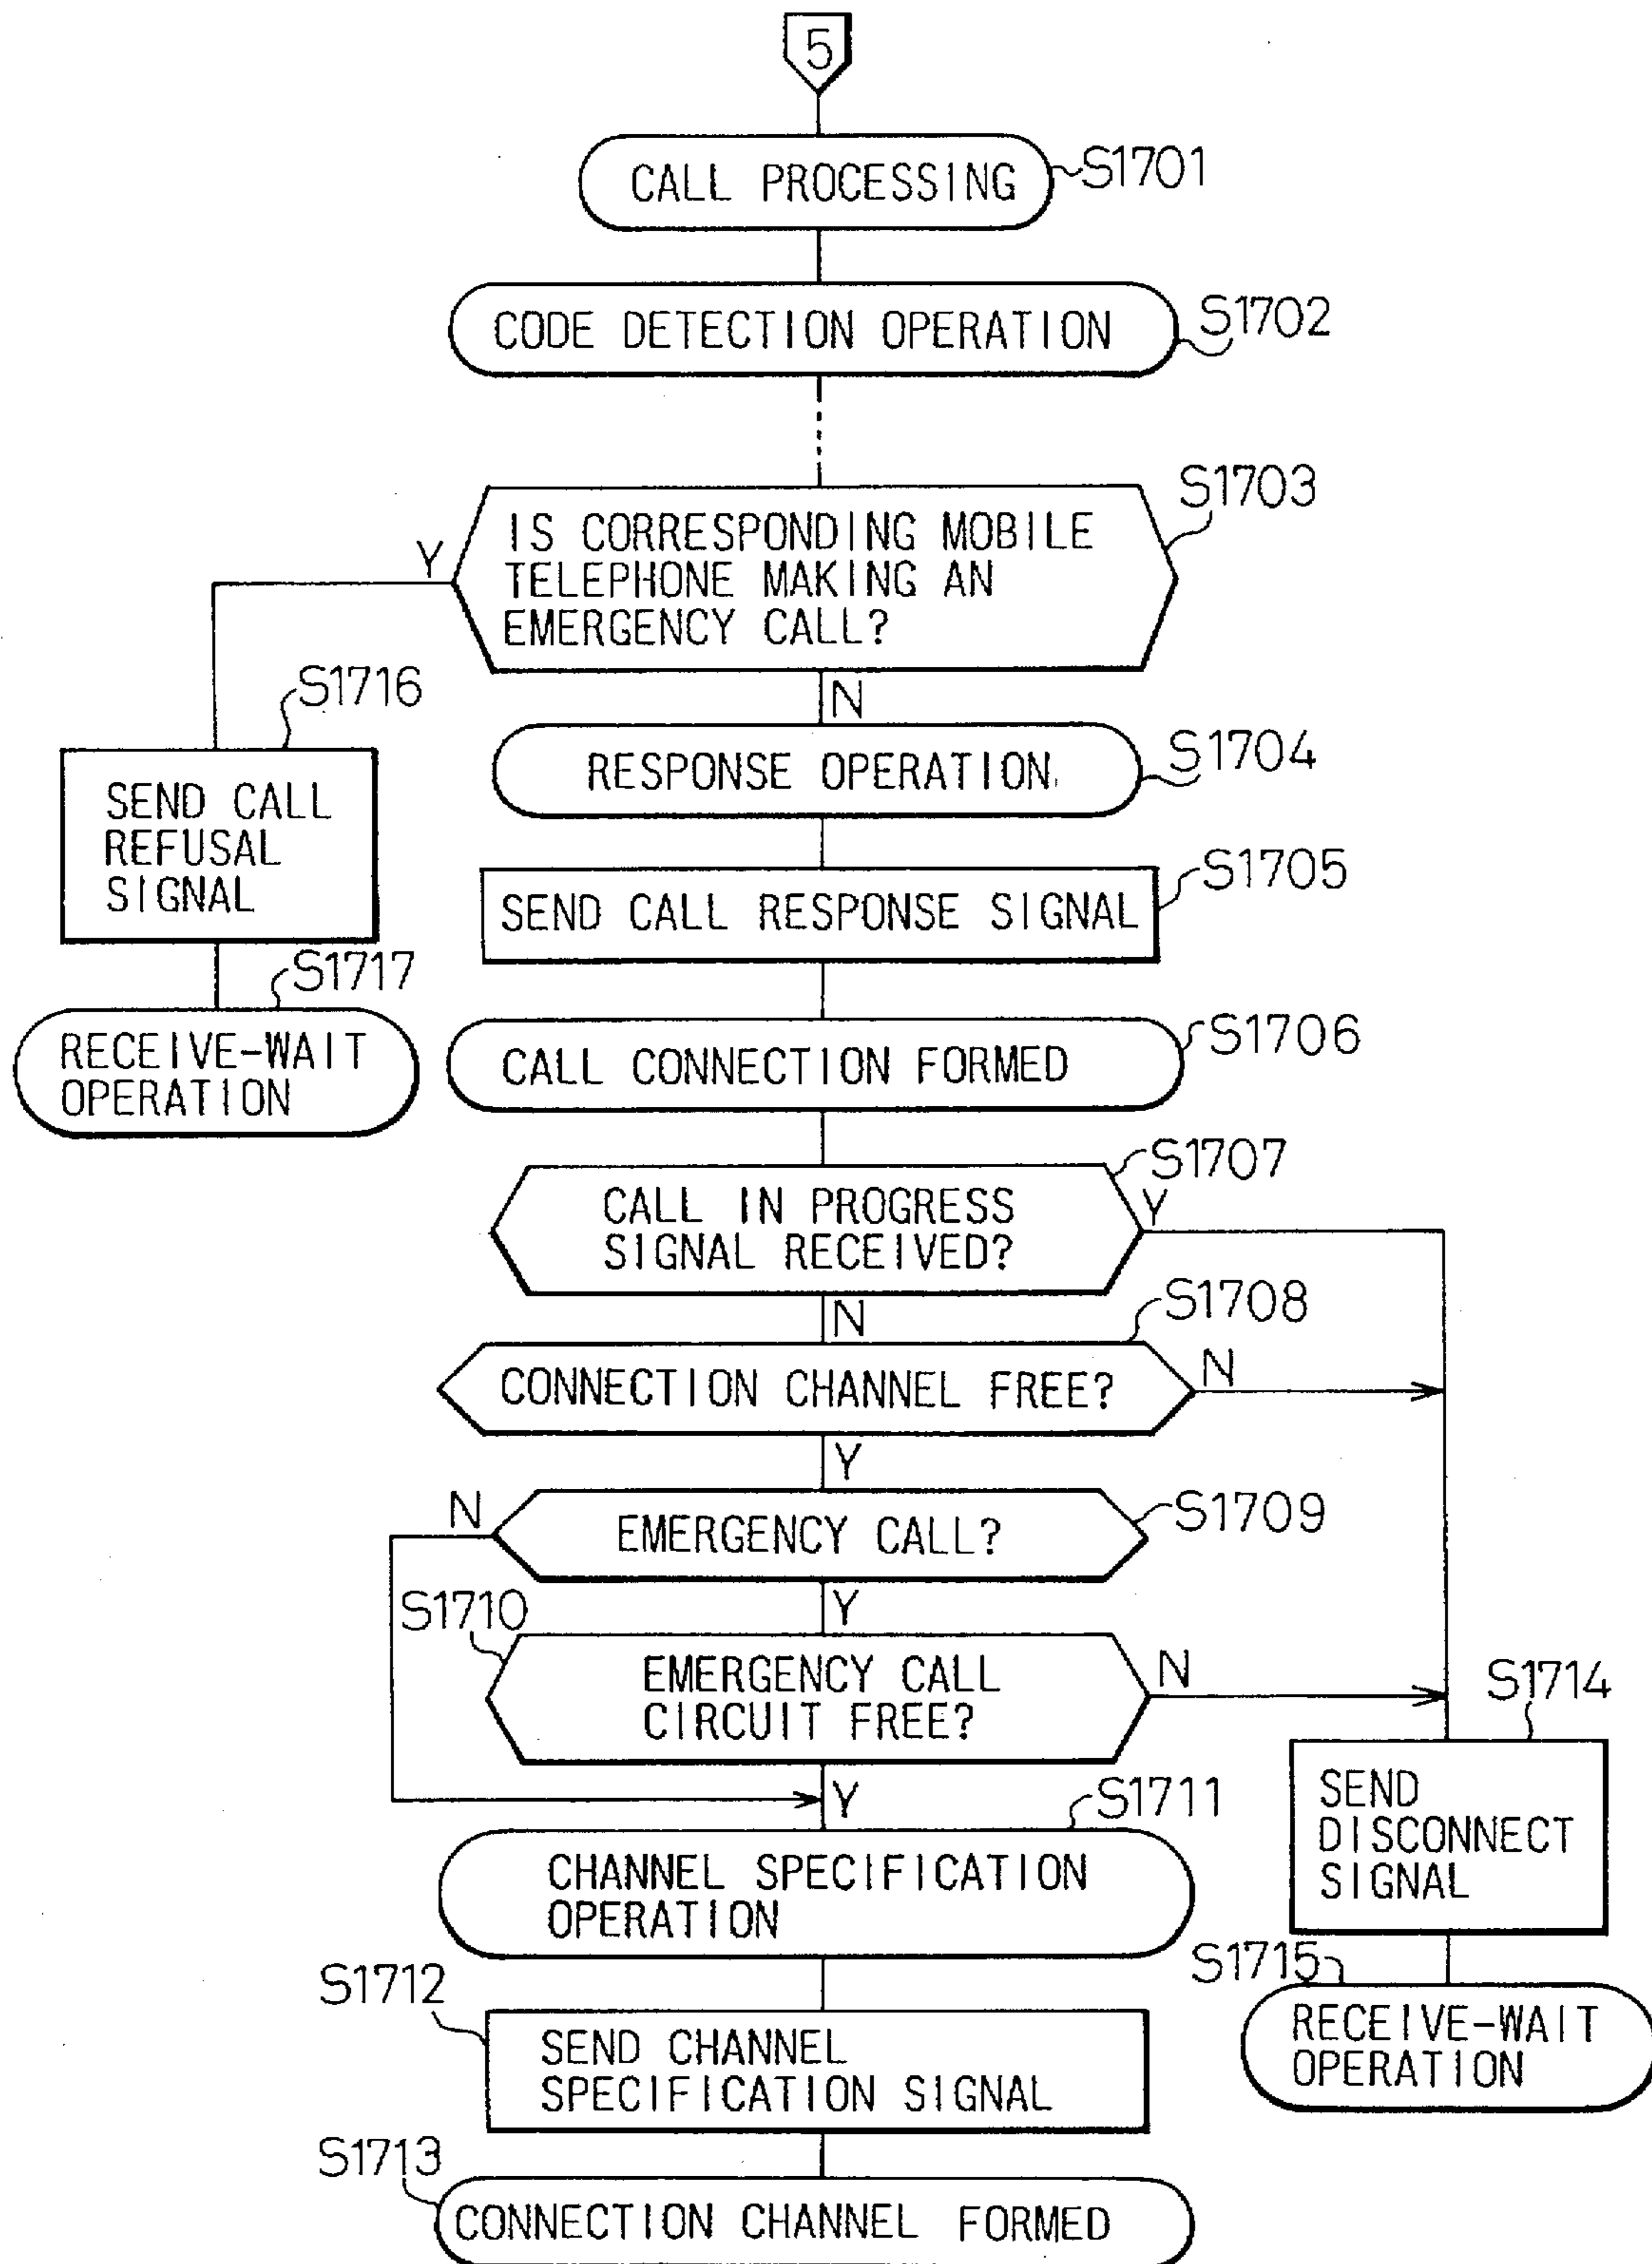 5
CALL PROCESSING
S1701
CODE DETECTION OPERATION
S1702
S1703
IS CORRESPONDING MOBILE
TELEPHONE MAKING AN
EMERGENCY CALL?
Y
N
S1716
SEND CALL
REFUSAL
SIGNAL
S1717
RECEIVE-WAIT
OPERATION
RESPONSE OPERATION
S1704
SEND CALL RESPONSE SIGNAL
S1705
CALL CONNECTION FORMED
S1706
S1707
CALL IN PROGRESS
SIGNAL RECEIVED?
Y
N
S1708
CONNECTION CHANNEL FREE?
N
Y
N
EMERGENCY CALL?
S1709
Y
S1710
EMERGENCY CALL
CIRCUIT FREE?
N
Y
S1714
SEND
DISCONNECT
SIGNAL
S1715
RECEIVE-WAIT
OPERATION
S1711
CHANNEL SPECIFICATION
OPERATION
S1712
SEND CHANNEL
SPECIFICATION SIGNAL
S1713
CONNECTION CHANNEL FORMED